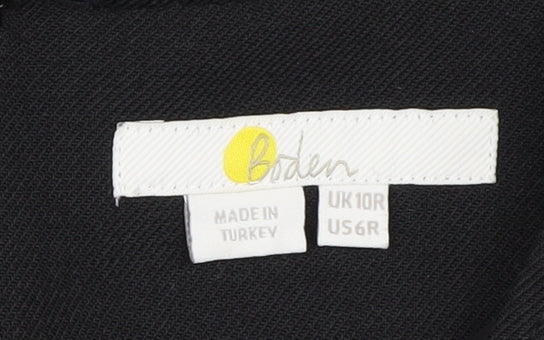 Boden
MADE IN
TURKEY
UK10R
US6R